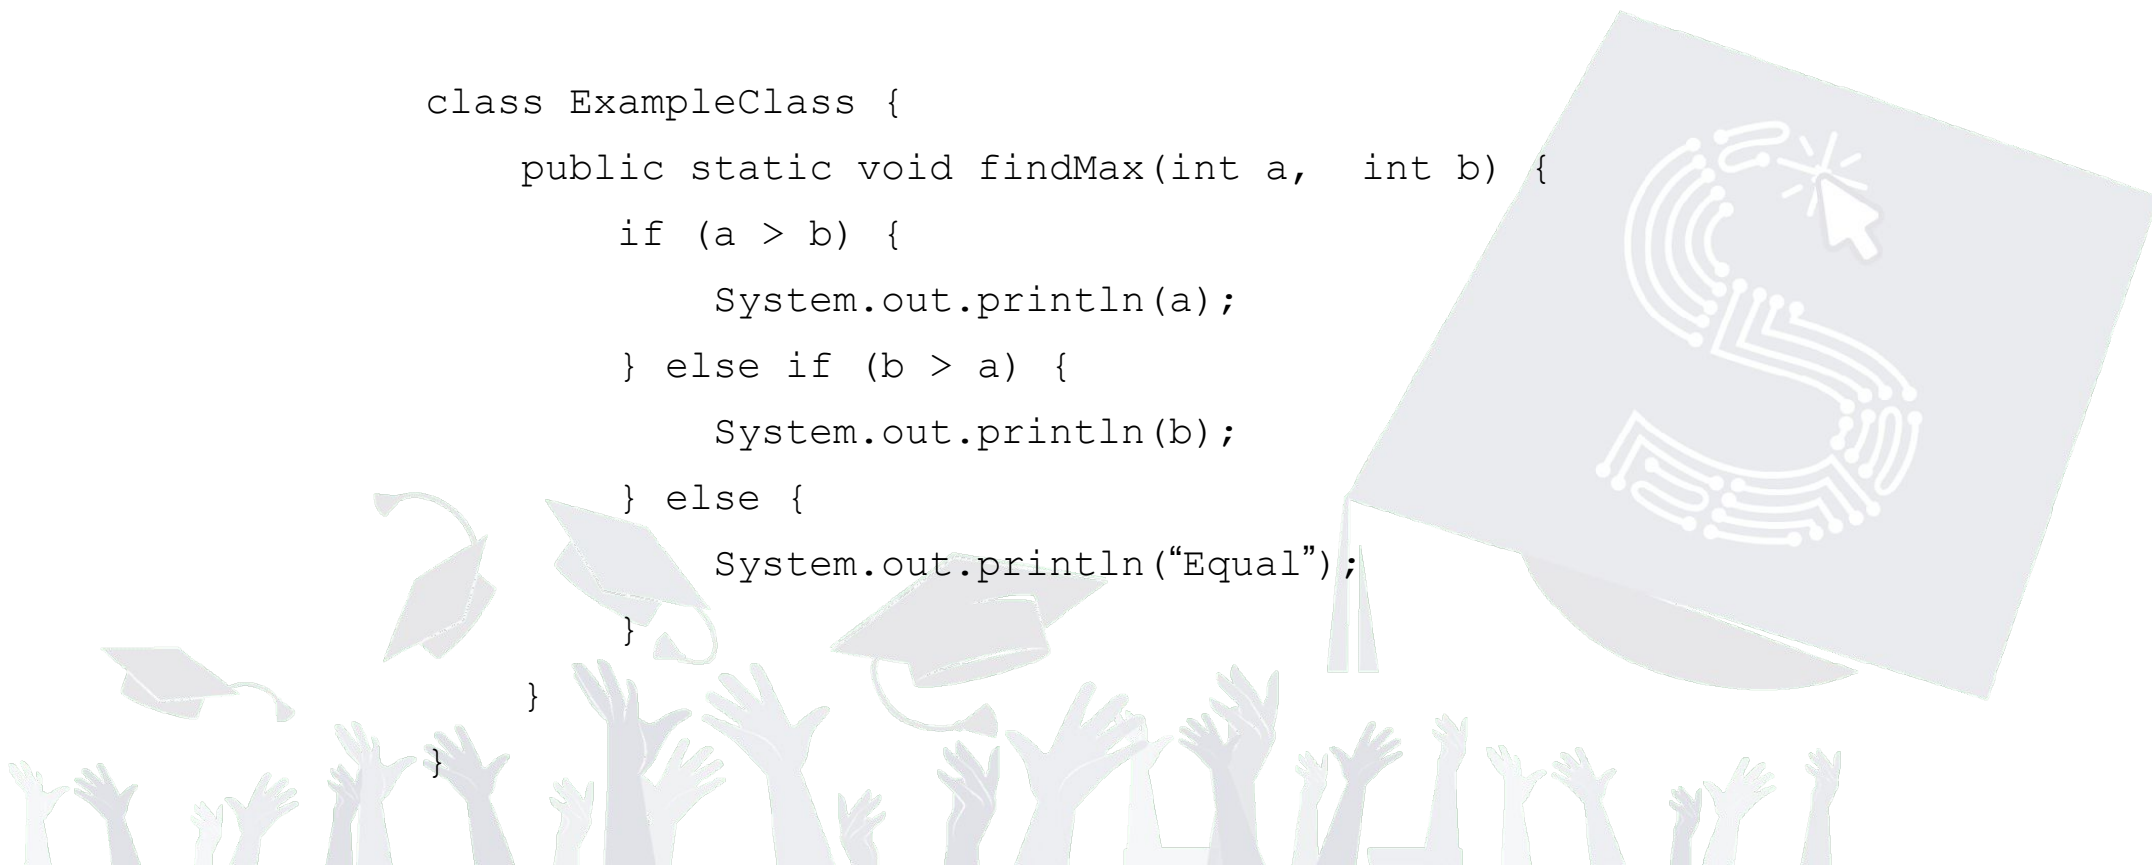 class ExampleClass {
    public static void findMax(int a,  int b) {
        if (a > b) {
            System.out.println(a);
        } else if (b > a) {
            System.out.println(b);
        } else {
            System.out.println(“Equal”);
        }
    }
}